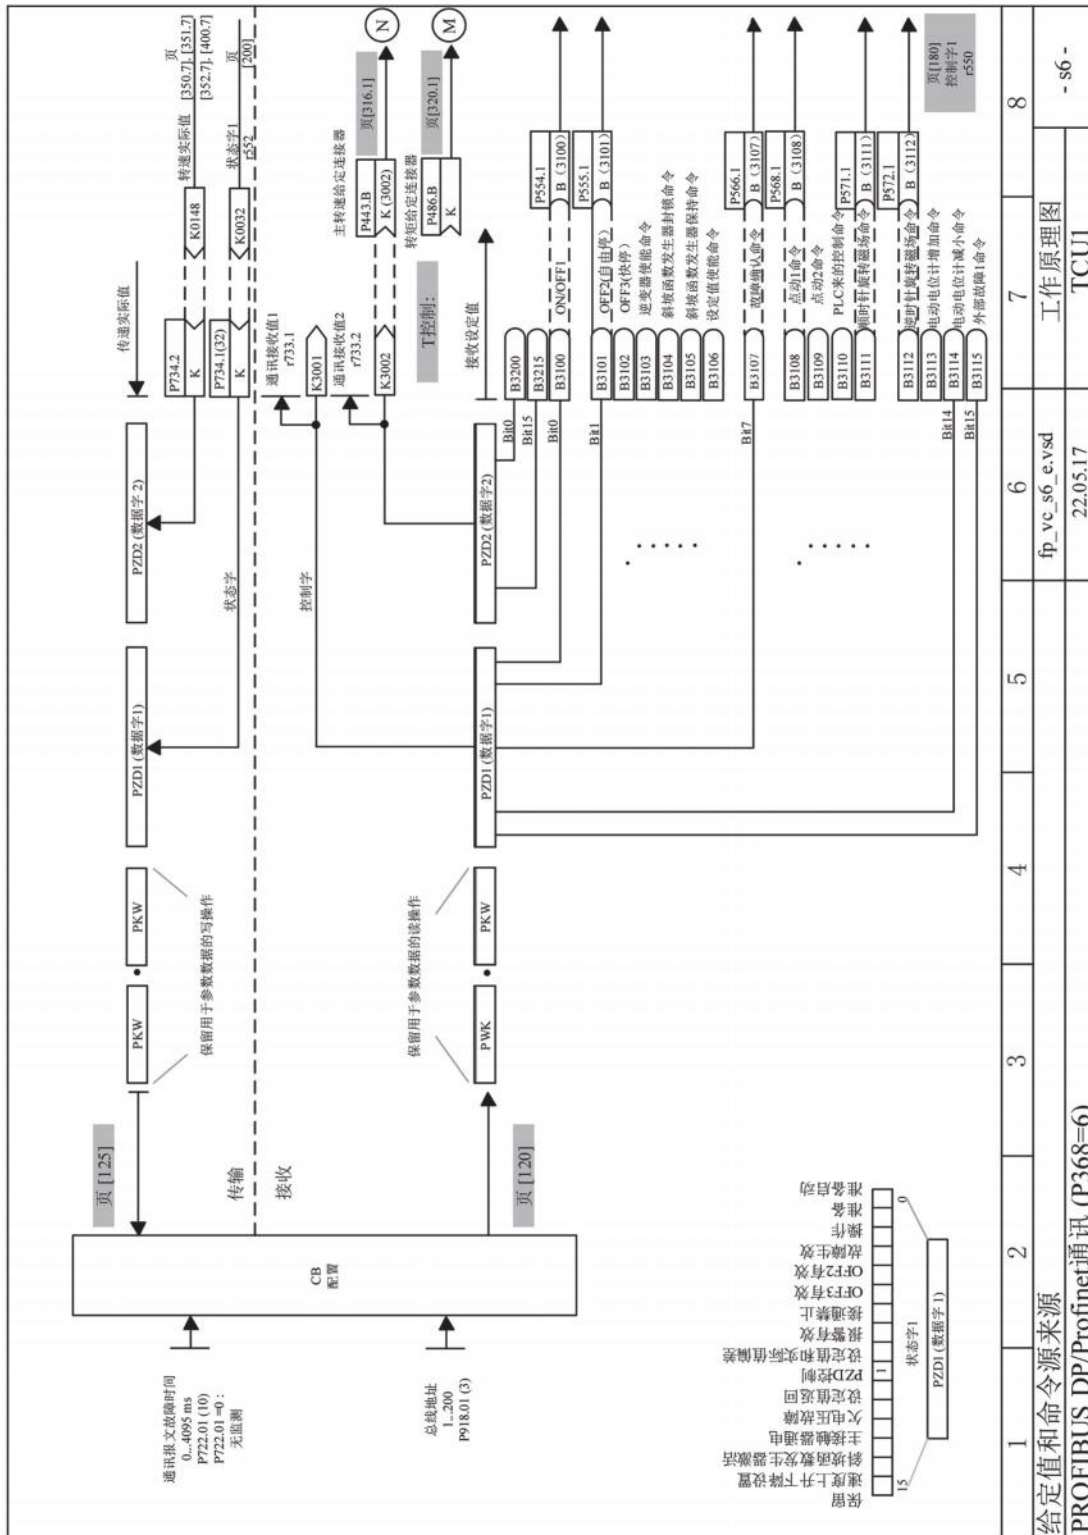 通讯报文故障时间
0...4095 ms
P722.01 (10)
P722.01 =0 :
无监测
总线地址
1...200
P918.01 (3)
CB
配置
页 [125]
传输
接收
页 [120]
PKW
PKW
保留用于参数数据的写操作
PZD1 (数据字1)
PZD2 (数据字 2)
传递实际值
P734.2
K
K0148
转速实际值
页
[350.7]. [351.7]
[352.7]. [400.7]
P734.1(32)
K
K0032
状态字1
r552
页
[200]
状态字
控制字
通讯接收值1
r733.1
K3001
通讯接收值2
r733.2
K3002
主转速给定连接器
P443.B
K (3002)
页[316.1]
N
T控制:
转矩给定连接器
P486.B
K
页[320.1]
M
PWK
PKW
保留用于参数数据的读操作
PZD1 (数据字1)
PZD2 (数据字2)
接收设定值
Bit0
B3200
Bit15
B3215
Bit0
B3100
ON/OFF1
P554.1
B（3100）
Bit1
B3101
OFF2(自由停)
P555.1
B（3101）
B3102
OFF3(快停）
B3103
逆变器使能命令
B3104
斜坡函数发生器封锁命令
B3105
斜坡函数发生器保持命令
B3106
设定值使能命令
Bit7
B3107
故障确认命令
P566.1
B（3107）
B3108
点动1命令
P568.1
B（3108）
B3109
点动2命令
B3110
PLC米的控制命令
B3111
顺时针旋转磁场命令
P571.1
B（3111）
B3112
逆时针旋转磁场命令
P572.1
B（3112）
B3113
电动电位计增加命令
Bit14
B3114
电动电位计减小命令
Bit15
B3115
外部故障1命令
页[180]
控制字1
r550
准备启动
准备
操作
故障生效
OFF2有效
OFF3有效
接通禁止
报警有效
设定值和实际值偏差
PZD控制
设定值返回
欠电压故障
主接触器通电
斜坡函数发生器激活
速度上升下降设置
保留
1
15
0
状态字1
PZD1 (数据字 1)
1
2
3
4
5
6
7
8
给定值和命令源来源
fp_vc_s6_e.vsd
工作原理图
- s6 -
PROFIBUS DP/Profinet通讯 (P368=6)
22.05.17
TCU1